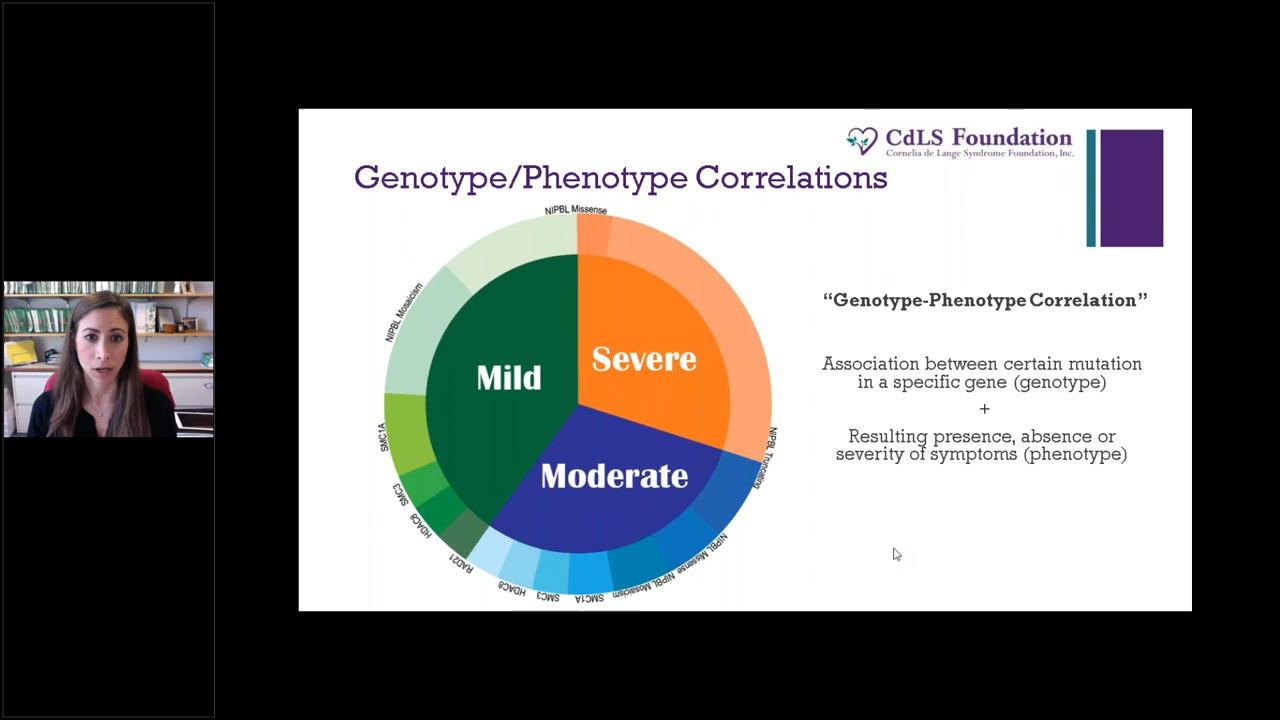 CdLS Foundation
Cornelia de Lange Syndrome Foundation, Inc.
Genotype/Phenotype Correlations
NIPBL Missense
NIPBL Mosaicism
SMC1A
SMC3
HDAC8
RAD21
HDAC8
SMC3
SMC1A
NIPBL Mosaicism
NIPBL Missense
NIPBL Truncating
Mild
Severe
Moderate
“Genotype-Phenotype Correlation”
Association between certain mutation
in a specific gene (genotype)
+
Resulting presence, absence or
severity of symptoms (phenotype)